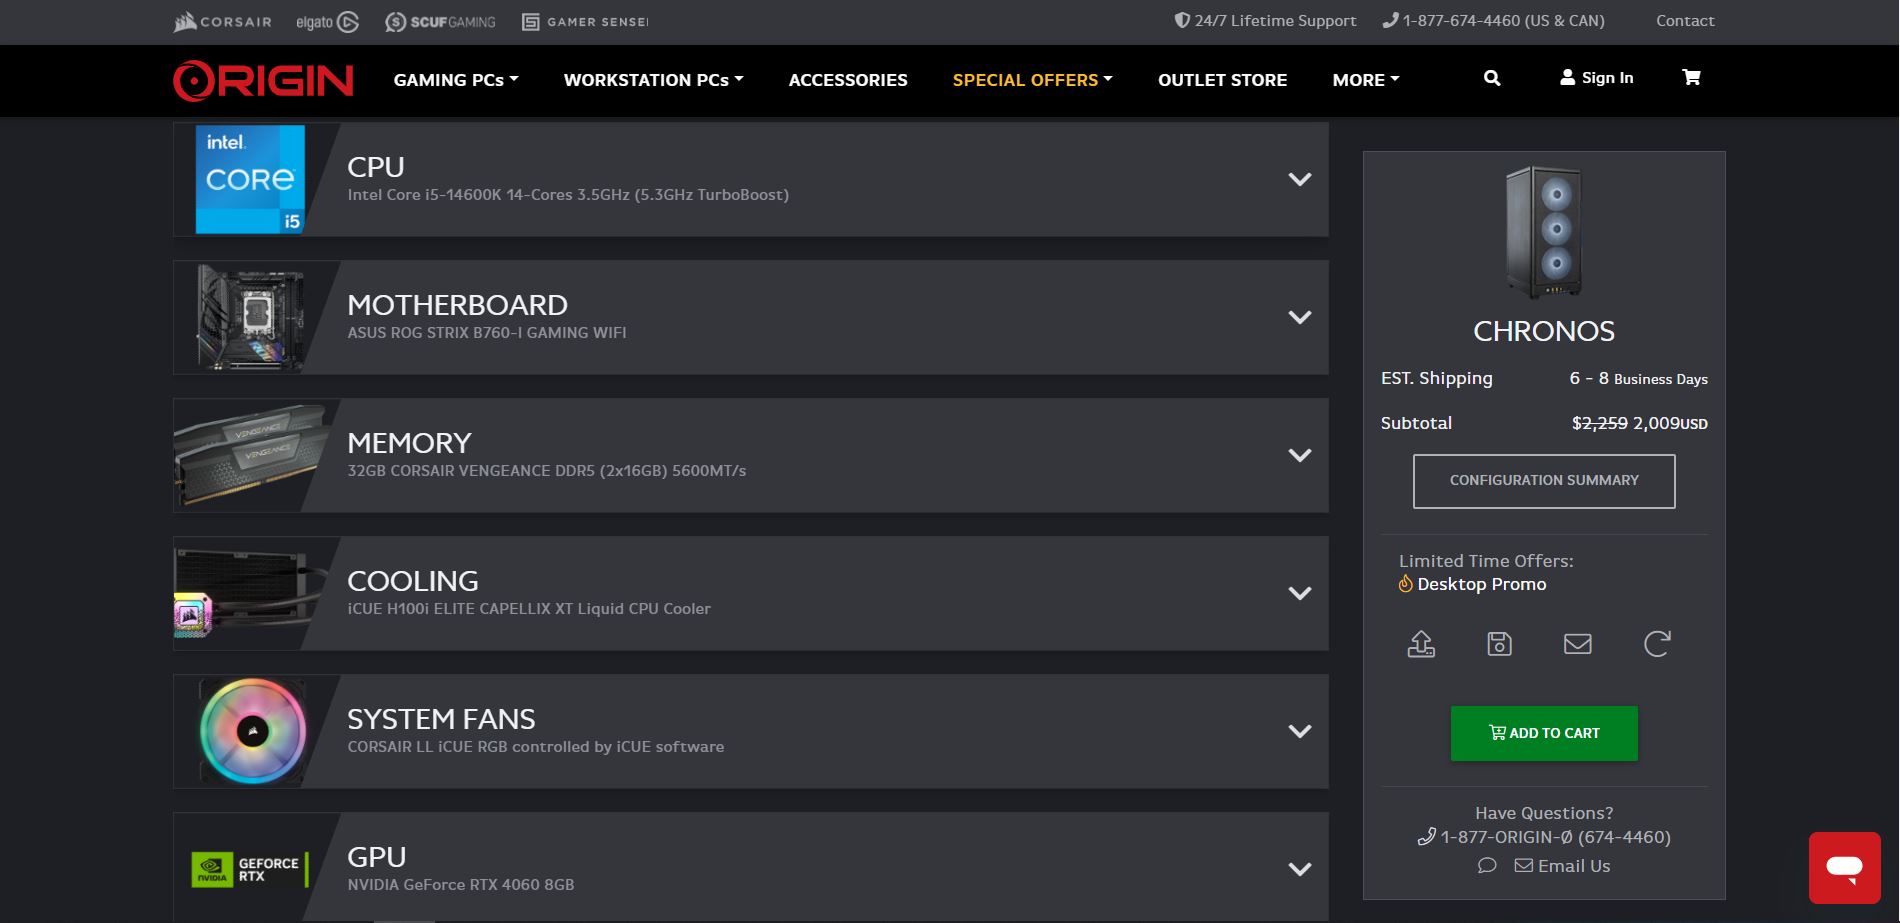 CORSAIR elgato SCUFGAMING GAMER SENSEI 24/7 Lifetime Support 1-877-674-4460 (US & CAN) Contact
ORIGIN GAMING PCs WORKSTATION PCs ACCESSORIES SPECIAL OFFERS OUTLET STORE MORE Sign In
intel.
CORE
i5
CPU
Intel Core i5-14600K 14-Cores 3.5GHz (5.3GHz TurboBoost)
MOTHERBOARD
ASUS ROG STRIX B760-I GAMING WIFI
VENGEANCE
VENGEANCE
MEMORY
32GB CORSAIR VENGEANCE DDR5 (2x16GB) 5600MT/s
COOLING
iCUE H100i ELITE CAPELLIX XT Liquid CPU Cooler
SYSTEM FANS
CORSAIR LL iCUE RGB controlled by iCUE software
NVIDIA
GEFORCE
RTX
GPU
NVIDIA GeForce RTX 4060 8GB
CHRONOS
EST. Shipping 6 - 8 Business Days
Subtotal $2,259 2,009USD
CONFIGURATION SUMMARY
Limited Time Offers:
Desktop Promo
ADD TO CART
Have Questions?
1-877-ORIGIN-Ø (674-4460)
Email Us